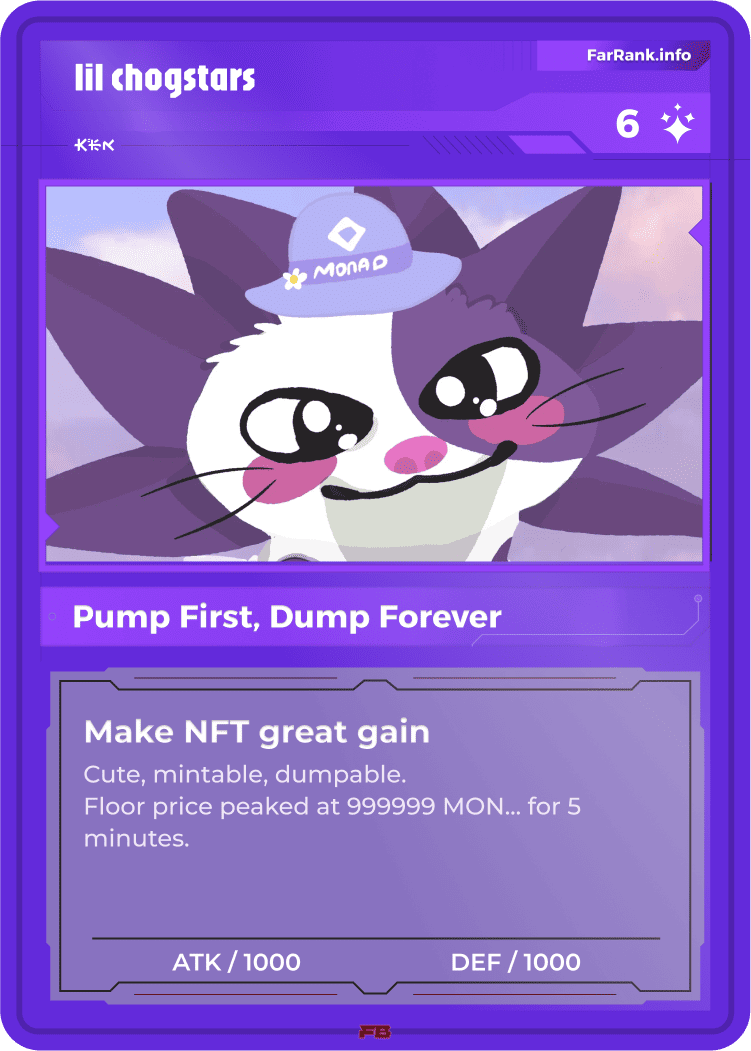 lil chogstars
FarRank.info
6
MONAD
Pump First, Dump Forever
Make NFT great gain
Cute, mintable, dumpable.
Floor price peaked at 999999 MON... for 5
minutes.
ATK / 1000
DEF / 1000
FB